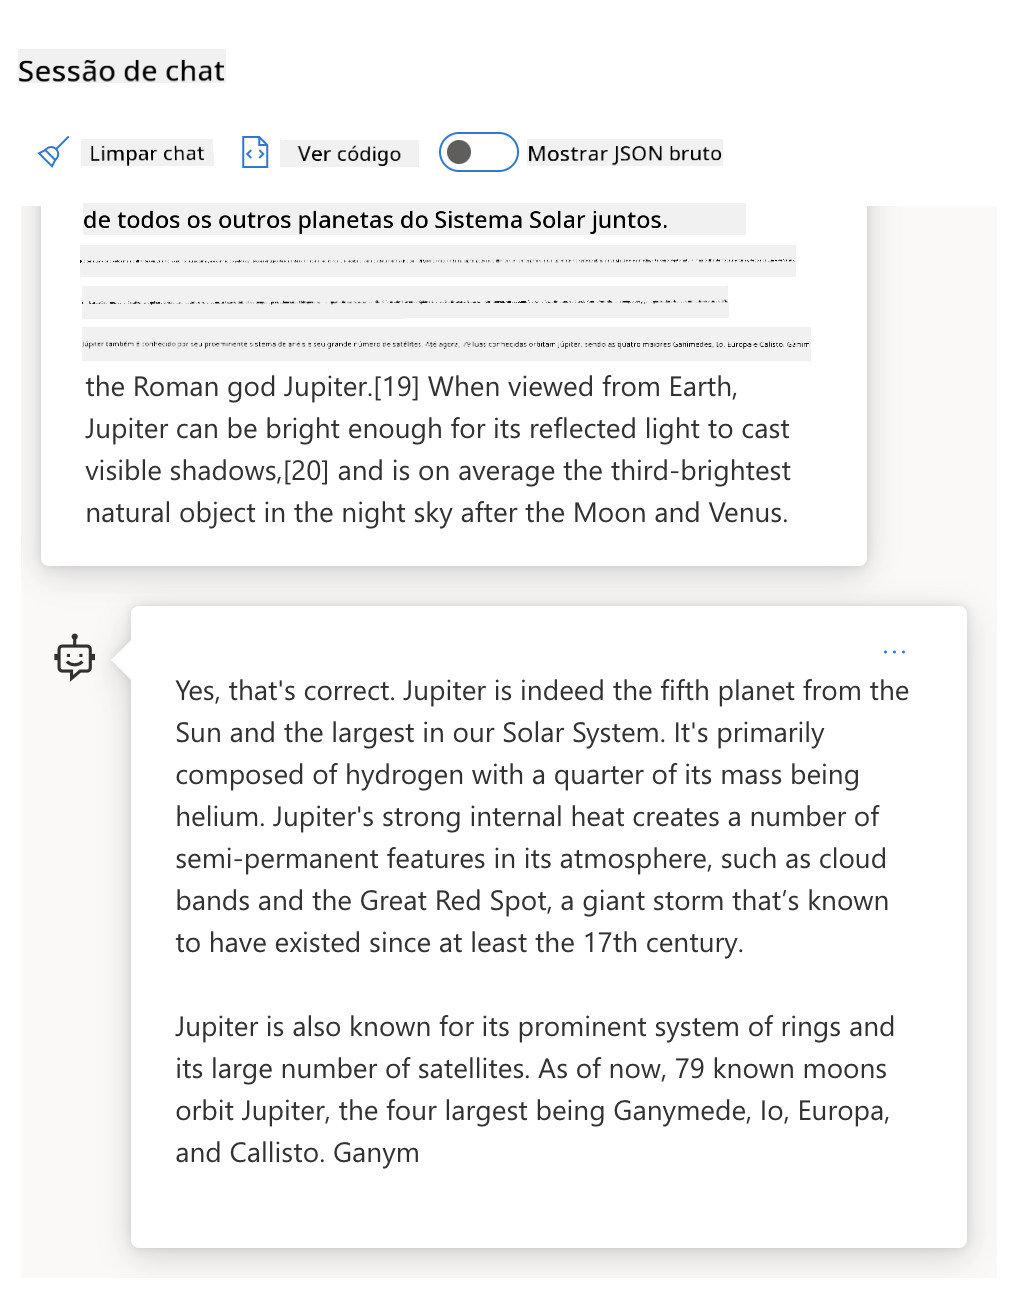 Sessão de chat
Limpar chat
Ver código
Mostrar JSON bruto
de todos os outros planetas do Sistema Solar juntos.
Júpiter também é conhecido por seu proeminente sistema de anéis e seu grande número de satélites. Até agora, 79 luas conhecidas orbitam Júpiter, sendo as quatro maiores Ganimedes, Io, Europa e Calisto. Ganim
the Roman god Jupiter.[19] When viewed from Earth,
Jupiter can be bright enough for its reflected light to cast
visible shadows,[20] and is on average the third-brightest
natural object in the night sky after the Moon and Venus.
...
Yes, that's correct. Jupiter is indeed the fifth planet from the
Sun and the largest in our Solar System. It's primarily
composed of hydrogen with a quarter of its mass being
helium. Jupiter's strong internal heat creates a number of
semi-permanent features in its atmosphere, such as cloud
bands and the Great Red Spot, a giant storm that’s known
to have existed since at least the 17th century.
Jupiter is also known for its prominent system of rings and
its large number of satellites. As of now, 79 known moons
orbit Jupiter, the four largest being Ganymede, Io, Europa,
and Callisto. Ganym